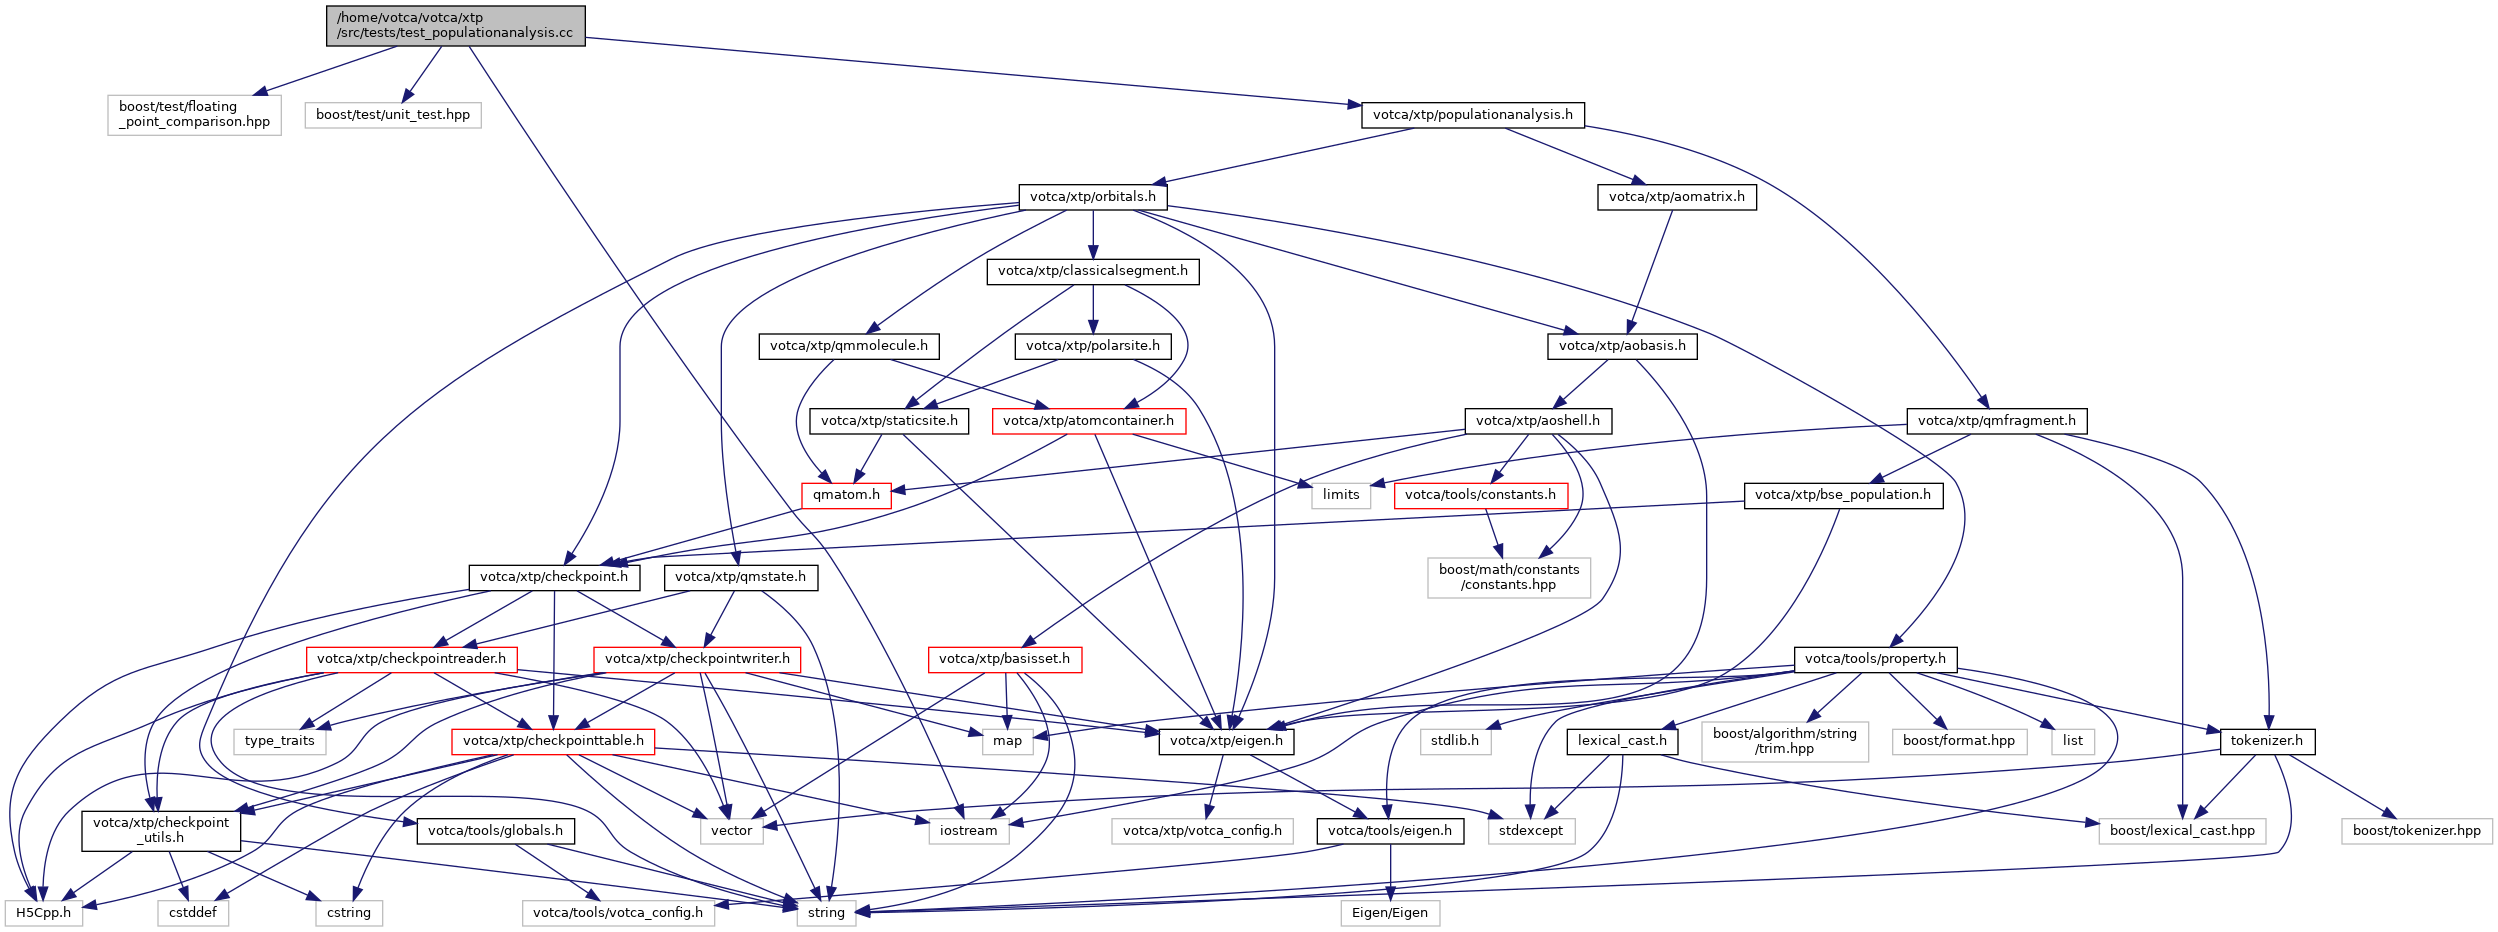 /home/votca/votca/xtp
/src/tests/test_populationanalysis.cc
boost/test/floating
_point_comparison.hpp
boost/test/unit_test.hpp
votca/xtp/populationanalysis.h
votca/xtp/orbitals.h
votca/xtp/aomatrix.h
votca/xtp/classicalsegment.h
votca/xtp/qmmolecule.h
votca/xtp/polarsite.h
votca/xtp/aobasis.h
votca/xtp/staticsite.h
votca/xtp/atomcontainer.h
votca/xtp/aoshell.h
votca/xtp/qmfragment.h
qmatom.h
limits
votca/tools/constants.h
votca/xtp/bse_population.h
votca/xtp/checkpoint.h
votca/xtp/qmstate.h
boost/math/constants
/constants.hpp
votca/xtp/checkpointreader.h
votca/xtp/checkpointwriter.h
votca/xtp/basisset.h
votca/tools/property.h
type_traits
votca/xtp/checkpointtable.h
map
votca/xtp/eigen.h
stdlib.h
lexical_cast.h
boost/algorithm/string
/trim.hpp
boost/format.hpp
list
tokenizer.h
votca/xtp/checkpoint
_utils.h
votca/tools/globals.h
vector
iostream
votca/xtp/votca_config.h
votca/tools/eigen.h
stdexcept
boost/lexical_cast.hpp
boost/tokenizer.hpp
H5Cpp.h
cstddef
cstring
votca/tools/votca_config.h
string
Eigen/Eigen